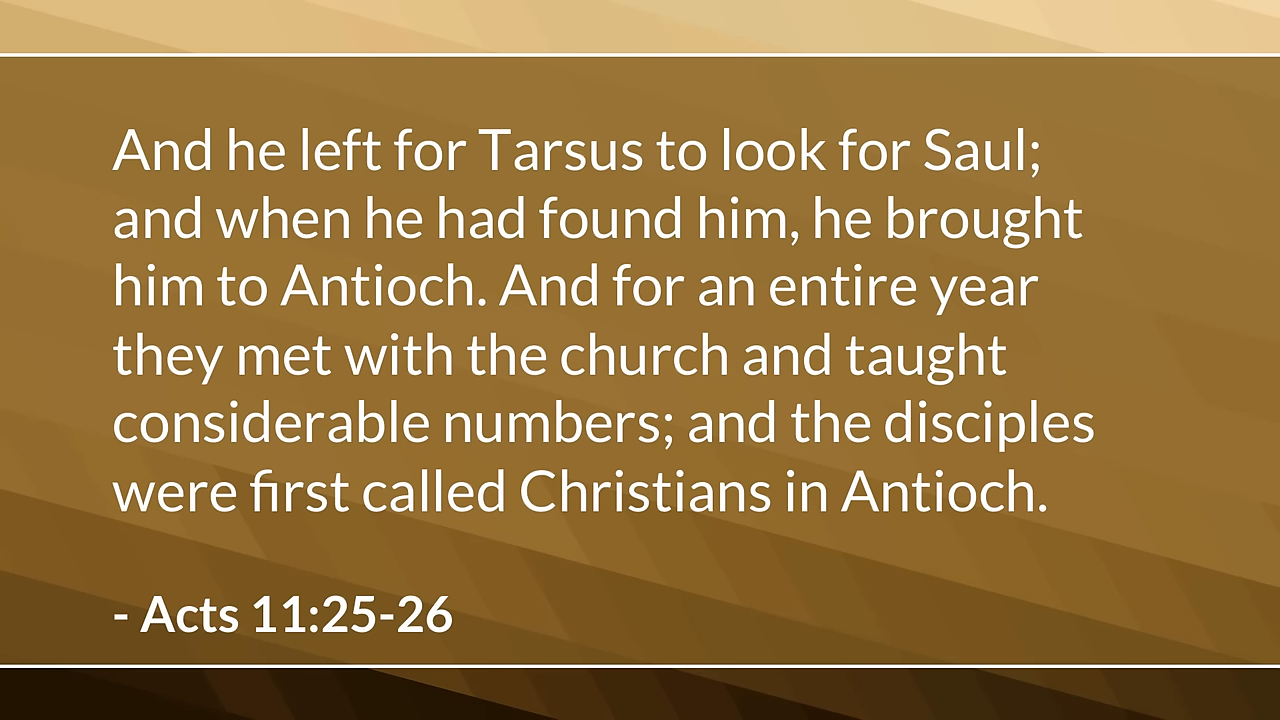 And he left for Tarsus to look for Saul;
and when he had found him, he brought
him to Antioch. And for an entire year
they met with the church and taught
considerable numbers; and the disciples
were first called Christians in Antioch.
- Acts 11:25-26